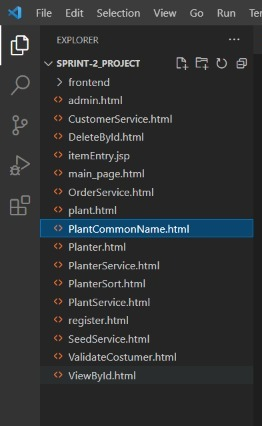 File Edit Selection View Go Run
EXPLORER
SPRINT-2_PROJECT
frontend
admin.html
CustomerService.html
DeleteById.html
itemEntry.jsp
main_page.html
OrderService.html
plant.html
PlantCommonName.html
Planter.html
PlanterService.html
PlanterSort.html
PlantService.html
register.html
SeedService.html
ValidateCostumer.html
ViewById.html